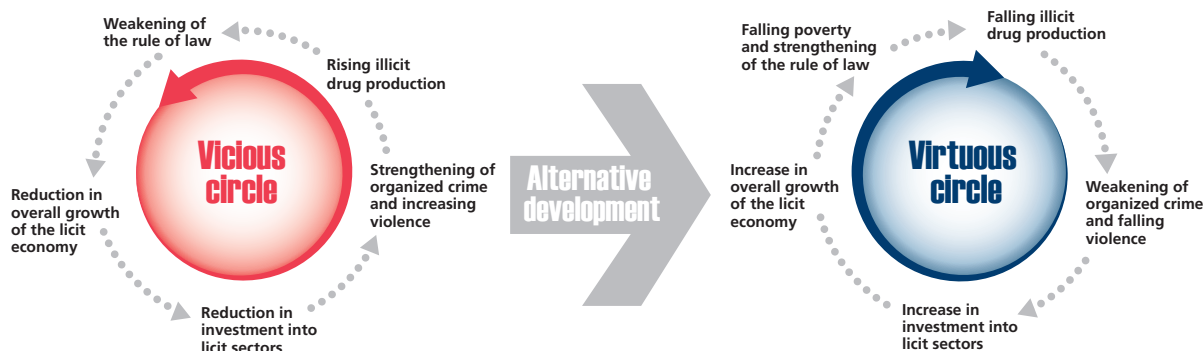 Weakening of
the rule of law
Rising illicit
drug production
Vicious
circle
Reduction in
overall growth
of the licit
economy
Strengthening of
organized crime
and increasing
violence
Reduction in
investment into
licit sectors
Alternative
development
Falling poverty
and strengthening
of the rule of law
Falling illicit
drug production
Virtuous
circle
Increase in
overall growth
of the licit
economy
Weakening of
organized crime
and falling
violence
Increase in
investment into
licit sectors